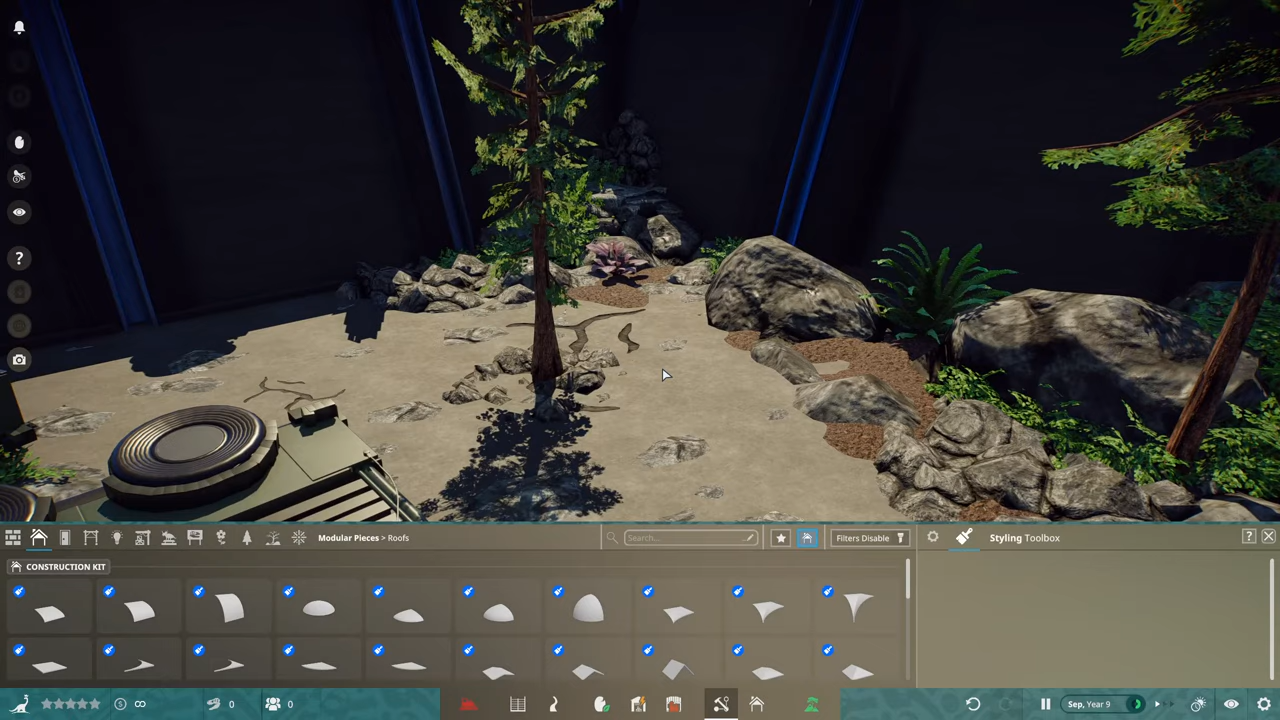 Modular Pieces > Roofs
Search...
Filters Disable
Styling Toolbox
?
?
CONSTRUCTION KIT
$ ∞
0
0
Sep, Year 9